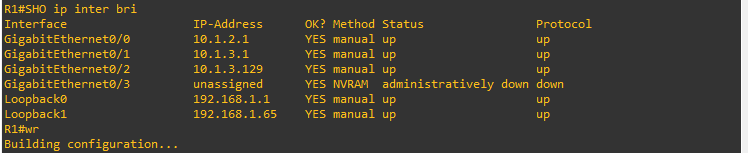 R1#SHO ip inter bri
Interface                  IP-Address      OK? Method Status                Protocol
GigabitEthernet0/0         10.1.2.1        YES manual up                    up
GigabitEthernet0/1         10.1.3.1        YES manual up                    up
GigabitEthernet0/2         10.1.3.129      YES manual up                    up
GigabitEthernet0/3         unassigned      YES NVRAM  administratively down down
Loopback0                  192.168.1.1     YES manual up                    up
Loopback1                  192.168.1.65    YES manual up                    up
R1#wr
Building configuration...